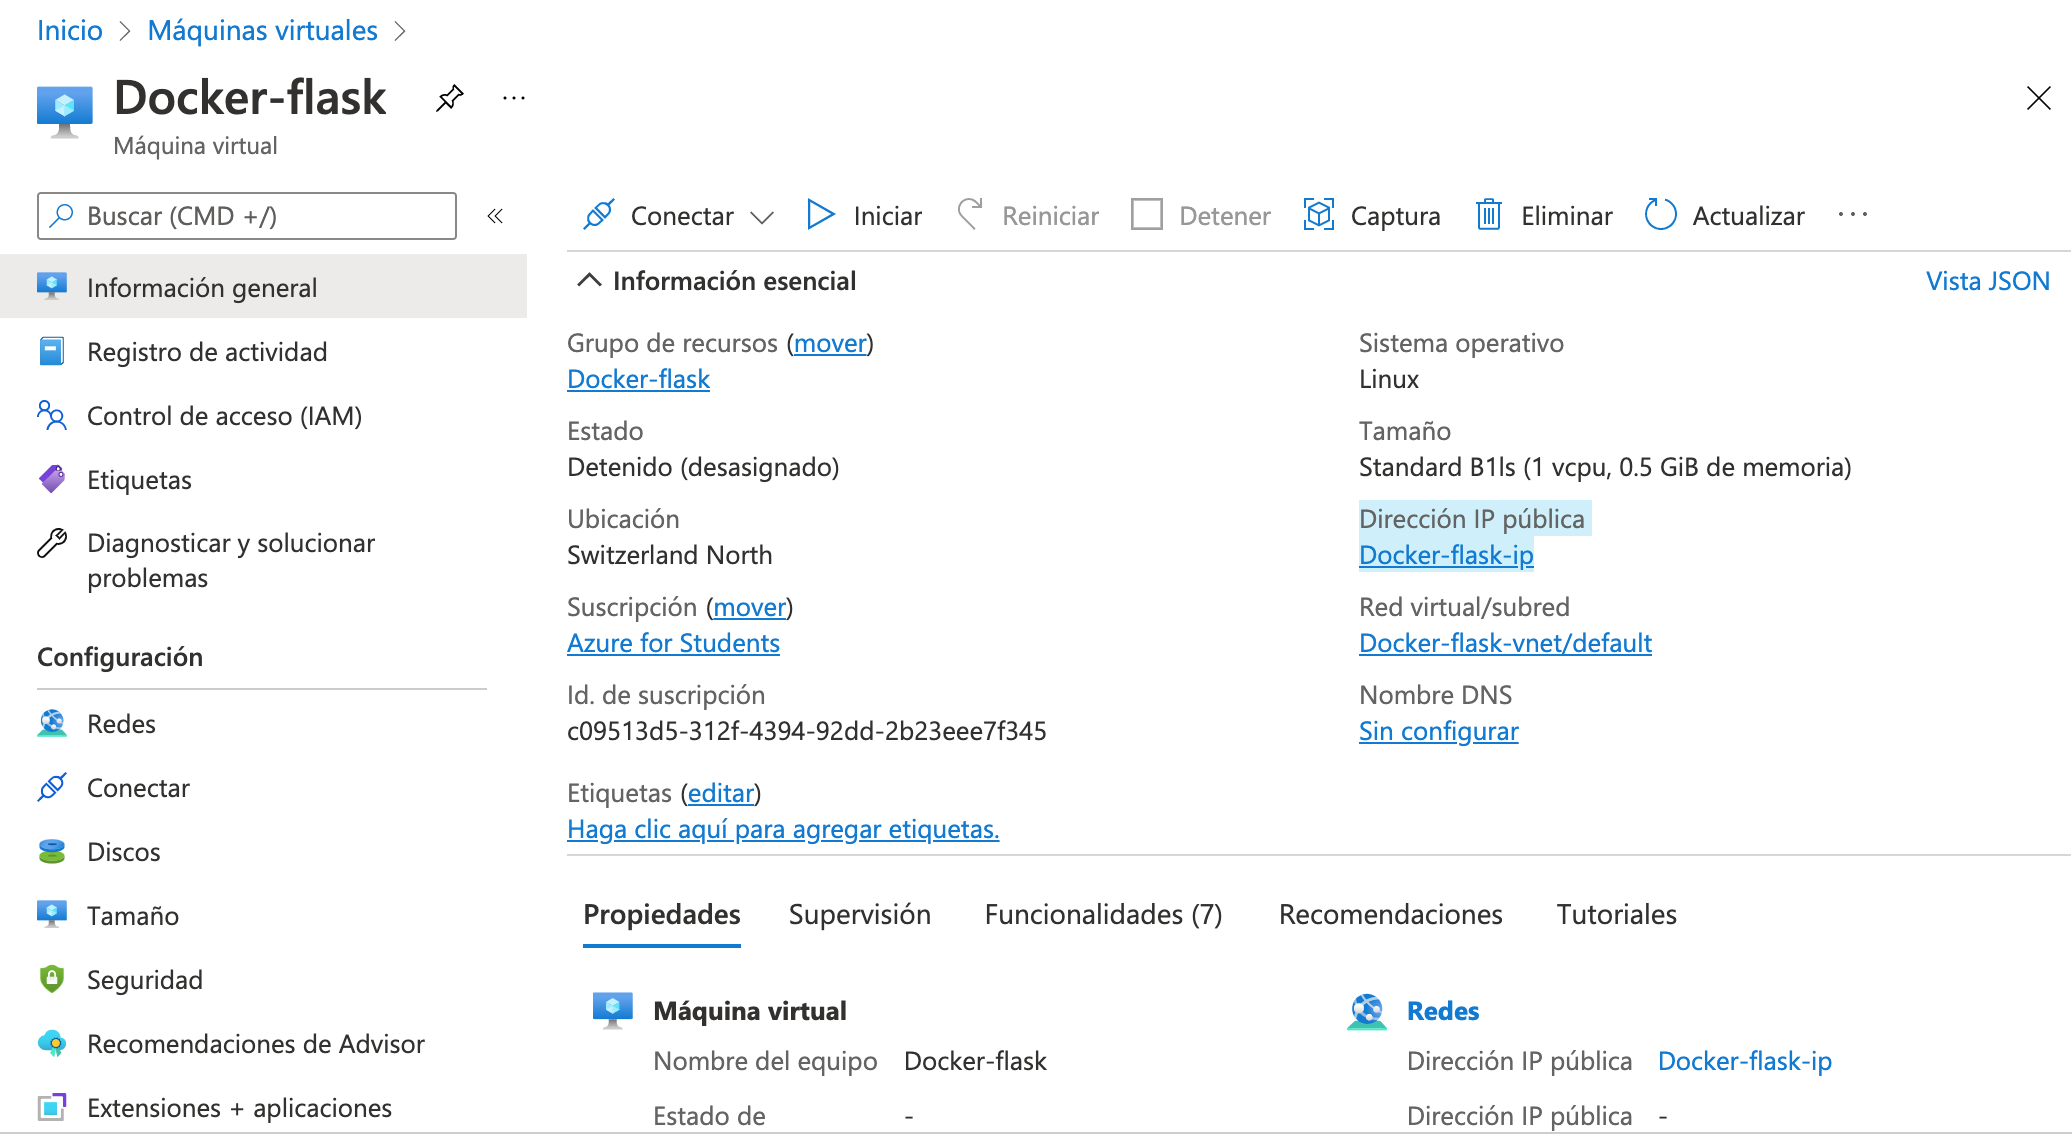 Inicio > Máquinas virtuales >
Docker-flask ...
Máquina virtual
Buscar (CMD +/) «
Información general
Registro de actividad
Control de acceso (IAM)
Etiquetas
Diagnosticar y solucionar
problemas
Configuración
Redes
Conectar
Discos
Tamaño
Seguridad
Recomendaciones de Advisor
Extensiones + aplicaciones
Conectar Iniciar Reiniciar Detener Captura Eliminar Actualizar ...
Información esencial Vista JSON
Grupo de recursos (mover)
Docker-flask
Estado
Detenido (desasignado)
Ubicación
Switzerland North
Suscripción (mover)
Azure for Students
Id. de suscripción
c09513d5-312f-4394-92dd-2b23eee7f345
Etiquetas (editar)
Haga clic aquí para agregar etiquetas.
Sistema operativo
Linux
Tamaño
Standard B1ls (1 vcpu, 0.5 GiB de memoria)
Dirección IP pública
Docker-flask-ip
Red virtual/subred
Docker-flask-vnet/default
Nombre DNS
Sin configurar
Propiedades Supervisión Funcionalidades (7) Recomendaciones Tutoriales
Máquina virtual
Nombre del equipo Docker-flask
Estado de -
Redes
Dirección IP pública Docker-flask-ip
Dirección IP pública -